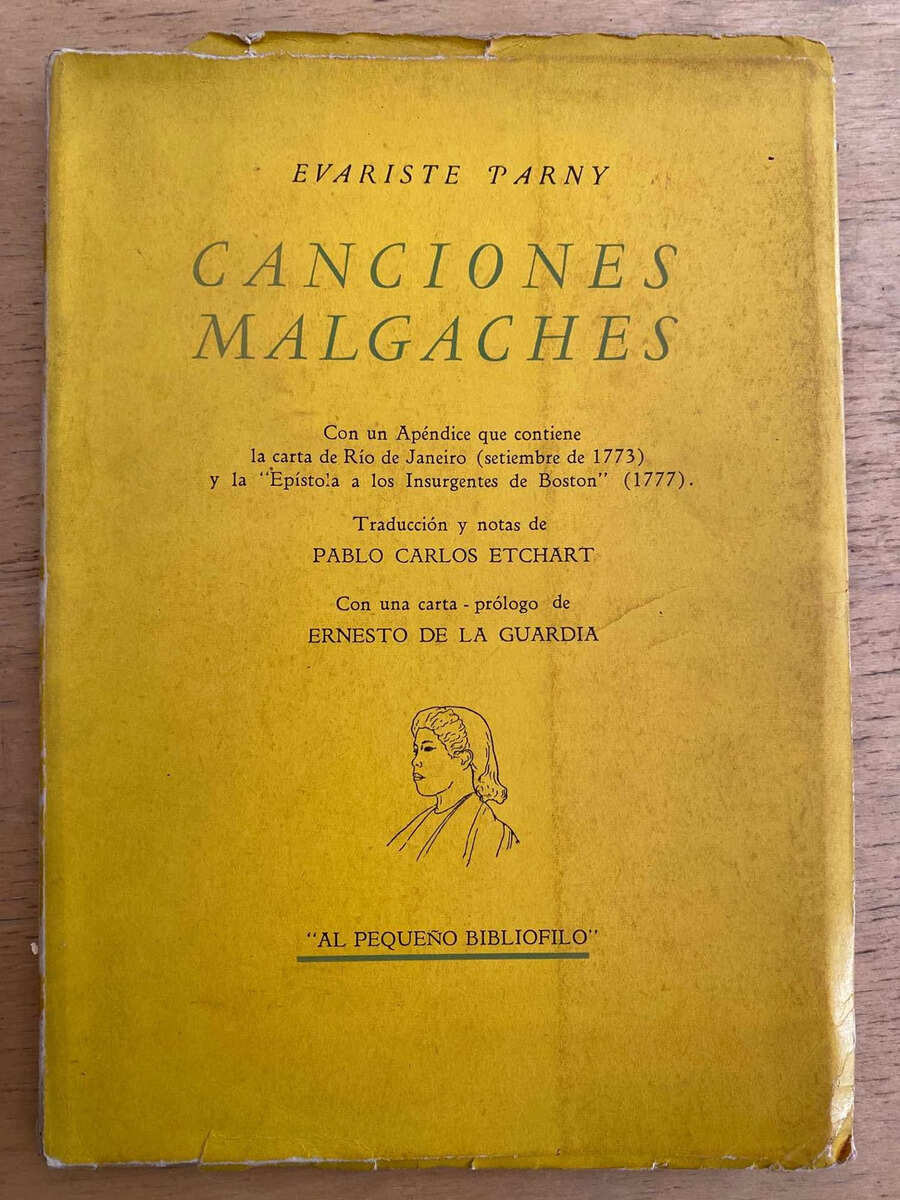 EVARISTE PARNY
CANCIONES
MALGACHES
Con un Apéndice que contiene
la carta de Río de Janeiro (setiembre de 1773)
y la "Epístola a los Insurgentes de Boston" (1777).
Traducción y notas de
PABLO CARLOS ETCHART
Con una carta - prólogo de
ERNESTO DE LA GUARDIA
"AL PEQUEÑO BIBLIOFILO"